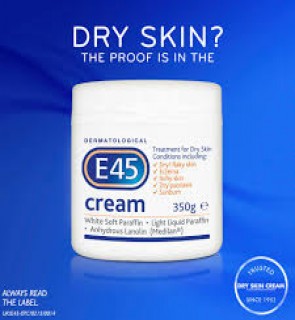 DRY SKIN?
THE PROOF IS IN THE
DERMATOLOGICAL
E45
cream
Treatment for Dry Skin
Conditions including:
✓ Dry/flaky skin
✓ Eczema
✓ Itchy skin
✓ Dry psoriasis
✓ Sunburn
350g ℮
White Soft Paraffin • Light Liquid Paraffin
• Anhydrous Lanolin (Medilan®)
ALWAYS READ
THE LABEL
TRUSTED
DRY SKIN CREAM
SINCE 1952